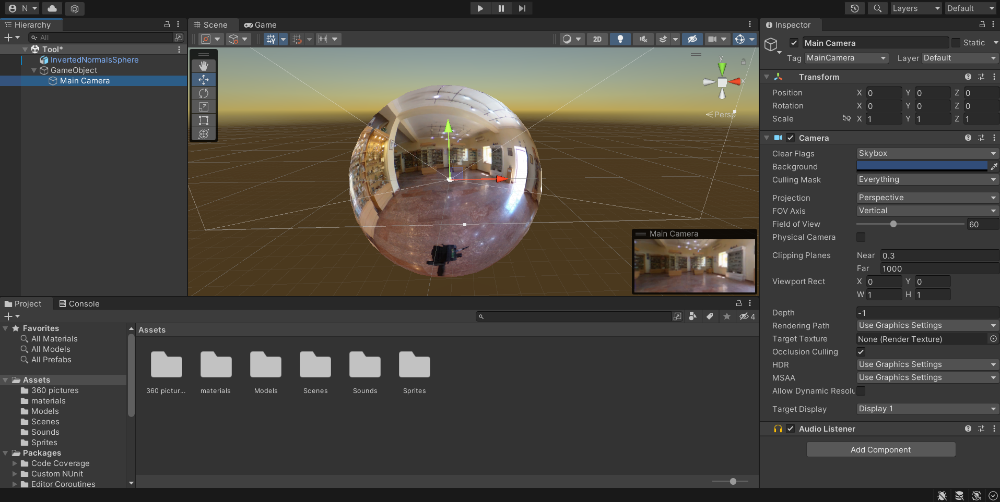 N
Layers
Default
Hierarchy
All
Tool*
InvertedNormalsSphere
GameObject
Main Camera
Scene
Game
2D
y
x
Persp
Main Camera
Inspector
Main Camera
Static
Tag MainCamera
Layer Default
Transform
Position X 0 Y 0 Z 0
Rotation X 0 Y 0 Z 0
Scale X 1 Y 1 Z 1
Camera
Clear Flags Skybox
Background
Culling Mask Everything
Projection Perspective
FOV Axis Vertical
Field of View 60
Physical Camera
Clipping Planes Near 0.3
Far 1000
Viewport Rect X 0 Y 0
W 1 H 1
Depth -1
Rendering Path Use Graphics Settings
Target Texture None (Render Texture)
Occlusion Culling
HDR Use Graphics Settings
MSAA Use Graphics Settings
Allow Dynamic Resolu
Target Display Display 1
Audio Listener
Add Component
Project
Console
4
Favorites
All Materials
All Models
All Prefabs
Assets
360 pictures
materials
Models
Scenes
Sounds
Sprites
Packages
Code Coverage
Custom NUnit
Editor Coroutines
Assets
360 pictur...
materials
Models
Scenes
Sounds
Sprites